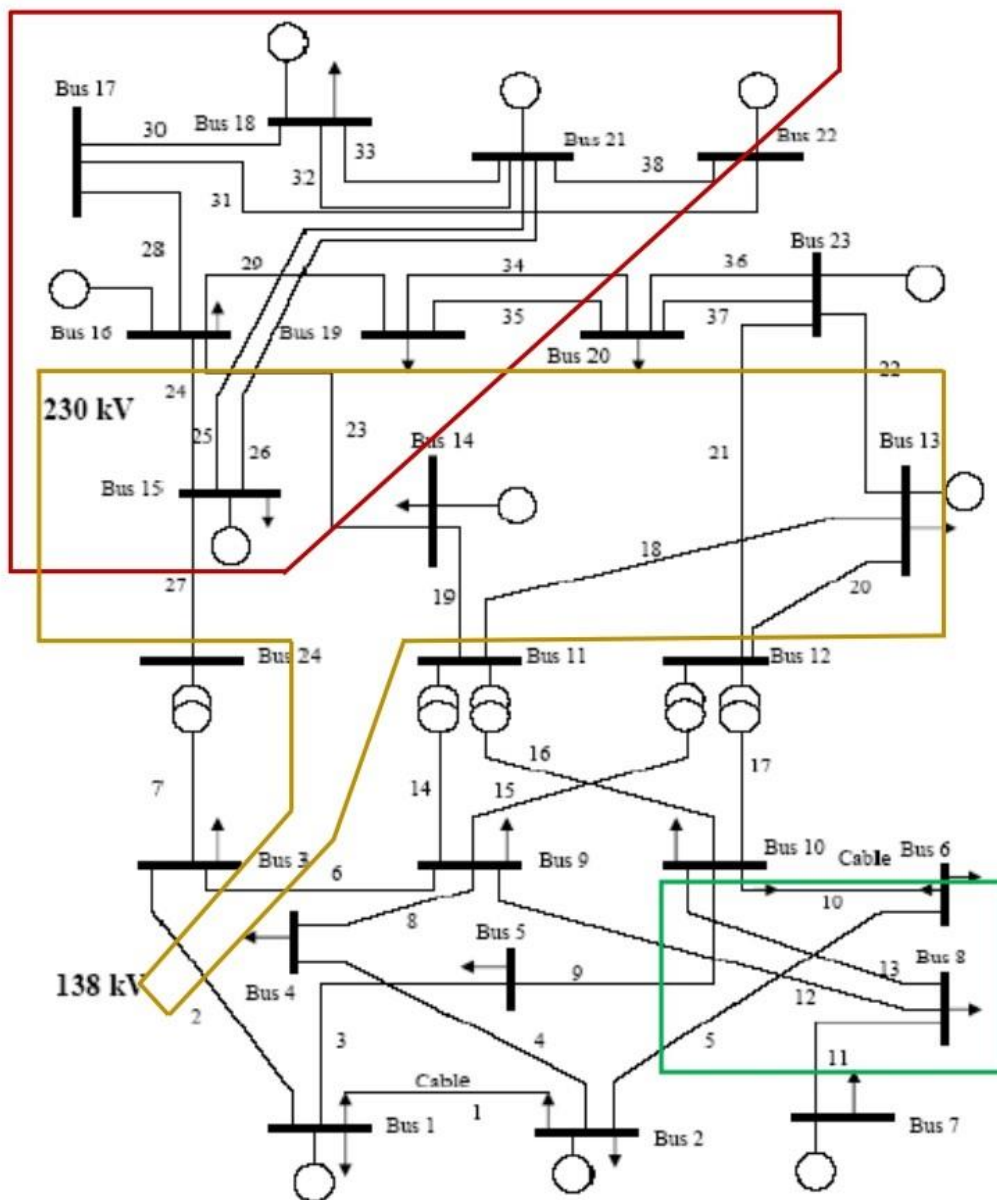 Bus 17
30
Bus 18
33
32
Bus 21
38
Bus 22
31
28
29
34
Bus 23
36
Bus 16
Bus 19
35
Bus 20
37
24
22
230 kV
25
26
23
Bus 14
21
Bus 13
Bus 15
18
27
19
20
Bus 24
Bus 11
Bus 12
16
7
14
15
17
Bus 3
6
Bus 9
Bus 10
Cable
Bus 6
10
8
Bus 5
Bus 8
138 kV
Bus 4
9
13
12
2
3
4
5
11
Cable
1
Bus 1
Bus 2
Bus 7